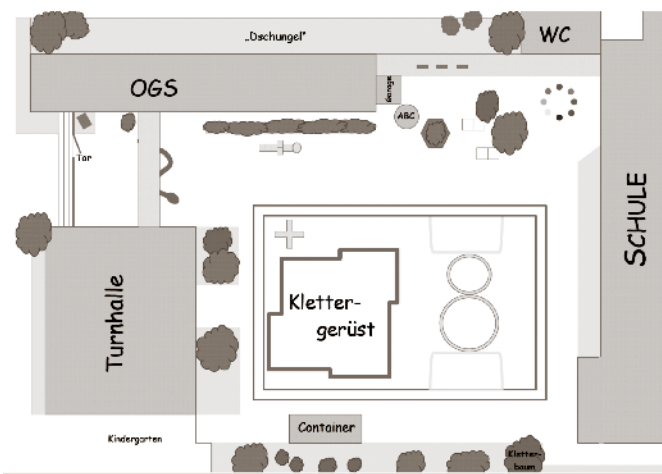 „Dschungel"
WC
OGS
Garage
ABC
Tor
SCHULE
Turnhalle
Kletter-
gerüst
Container
Kindergarten
Kletter-
baum